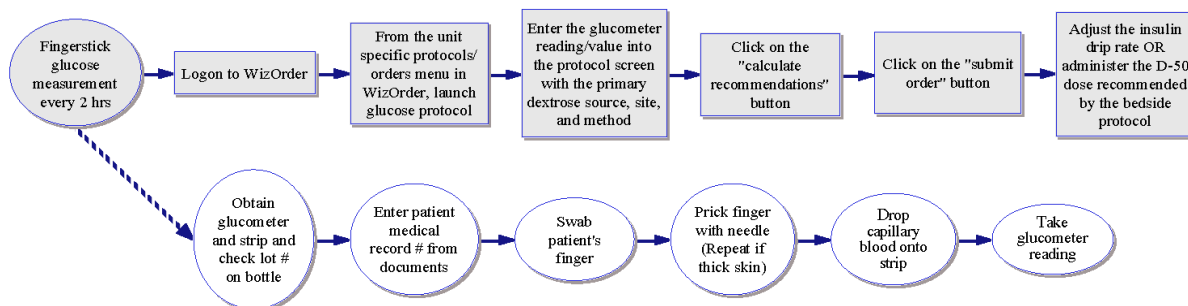 Fingerstick
glucose
measurement
every 2 hrs
Logon to WizOrder
From the unit
specific protocols/
orders menu in
WizOrder, launch
glucose protocol
Enter the glucometer
reading/value into
the protocol screen
with the primary
dextrose source, site,
and method
Click on the
"calculate
recommendations"
button
Click on the "submit
order" button
Adjust the insulin
drip rate OR
administer the D-50
dose recommended
by the bedside
protocol
Obtain
glucometer
and strip and
check lot #
on bottle
Enter patient
medical
record # from
documents
Swab
patient's
finger
Prick finger
with needle
(Repeat if
thick skin)
Drop
capillary
blood onto
strip
Take
glucometer
reading